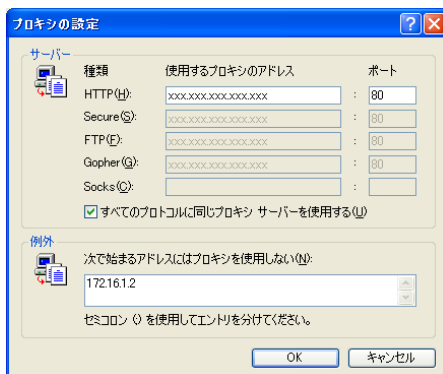 プロキシの設定
サーバー
種類 使用するプロキシのアドレス ポート
HTTP(H): xxx.xxx.xxx.xxx.xxx : 80
Secure(S): xxx.xxx.xxx.xxx.xxx : 80
FTP(F): xxx.xxx.xxx.xxx.xxx : 80
Gopher(G): xxx.xxx.xxx.xxx.xxx : 80
Socks(C): :
すべてのプロトコルに同じプロキシ サーバーを使用する(U)
例外
次で始まるアドレスにはプロキシを使用しない(N):
172.16.1.2
セミコロン (;) を使用してエントリを分けてください。
OK キャンセル